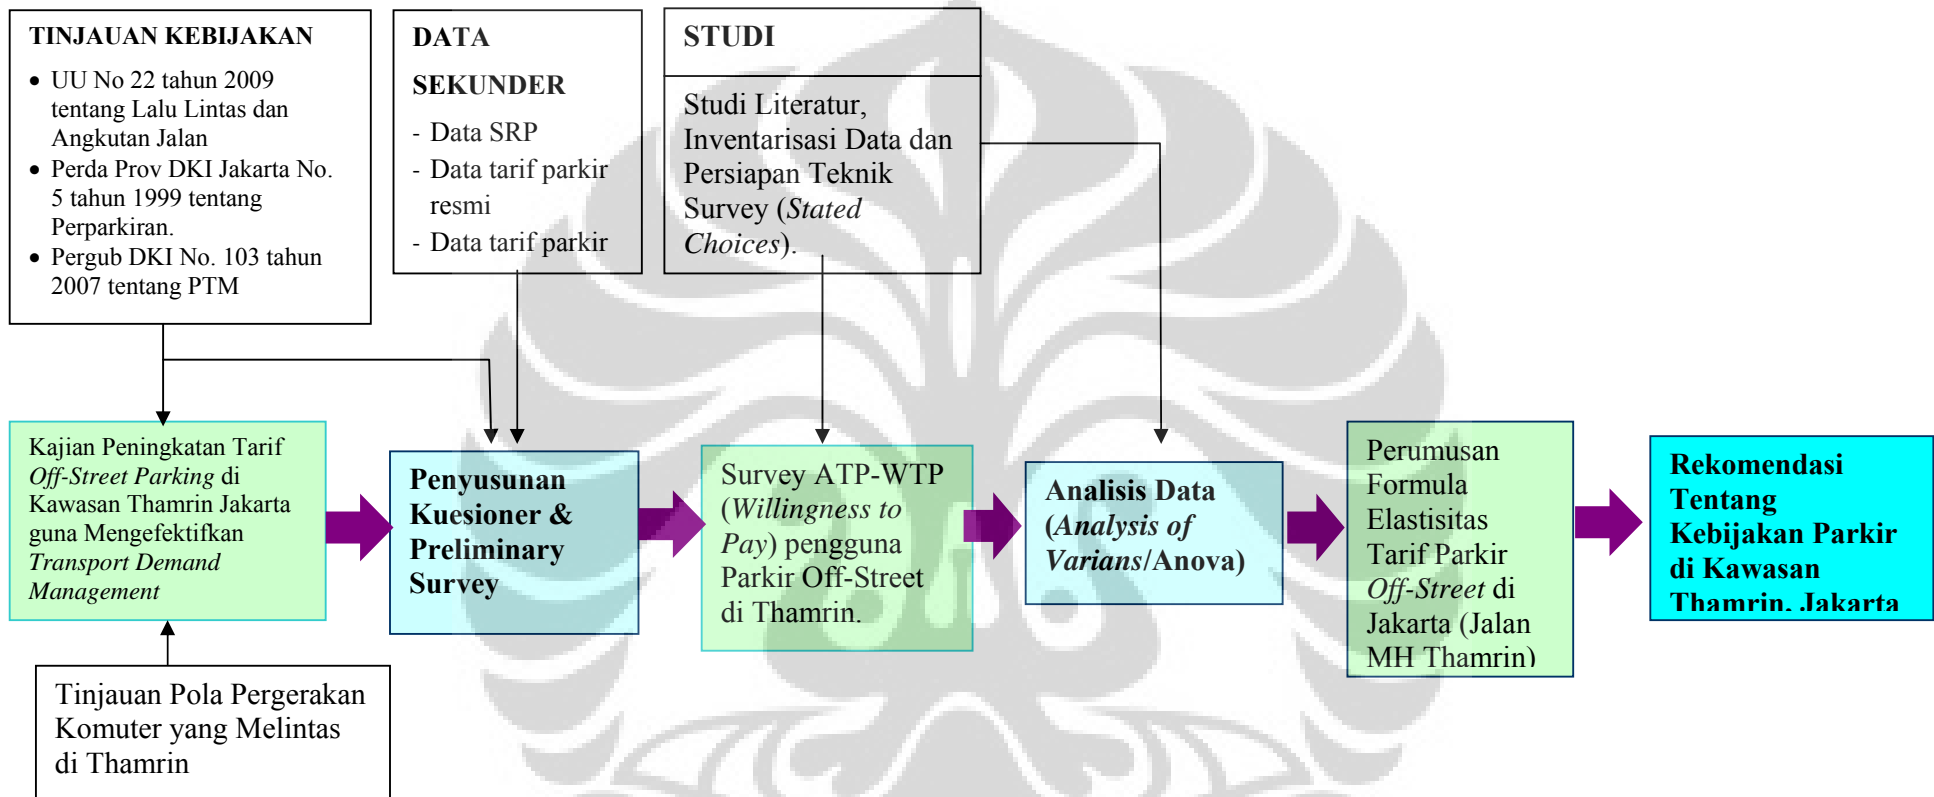 TINJAUAN KEBIJAKAN
• UU No 22 tahun 2009
tentang Lalu Lintas dan
Angkutan Jalan
• Perda Prov DKI Jakarta No.
5 tahun 1999 tentang
Perparkiran.
• Pergub DKI No. 103 tahun
2007 tentang PTM
DATA
SEKUNDER
- Data SRP
- Data tarif parkir
resmi
- Data tarif parkir
STUDI
Studi Literatur,
Inventarisasi Data dan
Persiapan Teknik
Survey (Stated
Choices).
Kajian Peningkatan Tarif
Off-Street Parking di
Kawasan Thamrin Jakarta
guna Mengefektifkan
Transport Demand
Management
Penyusunan
Kuesioner &
Preliminary
Survey
Survey ATP-WTP
(Willingness to
Pay) pengguna
Parkir Off-Street
di Thamrin.
Analisis Data
(Analysis of
Varians/Anova)
Perumusan
Formula
Elastisitas
Tarif Parkir
Off-Street di
Jakarta (Jalan
MH Thamrin)
Rekomendasi
Tentang
Kebijakan Parkir
di Kawasan
Thamrin, Jakarta
Tinjauan Pola Pergerakan
Komuter yang Melintas
di Thamrin